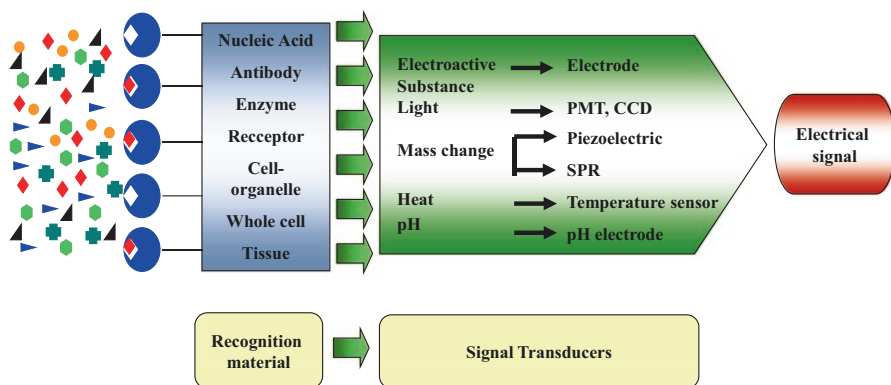 Nucleic Acid
Antibody
Enzyme
Recceptor
Cell-
organelle
Whole cell
Tissue
Electroactive
Substance
Electrode
Light
PMT, CCD
Mass change
Piezoelectric
SPR
Heat
Temperature sensor
pH
pH electrode
Electrical
signal
Recognition
material
Signal Transducers